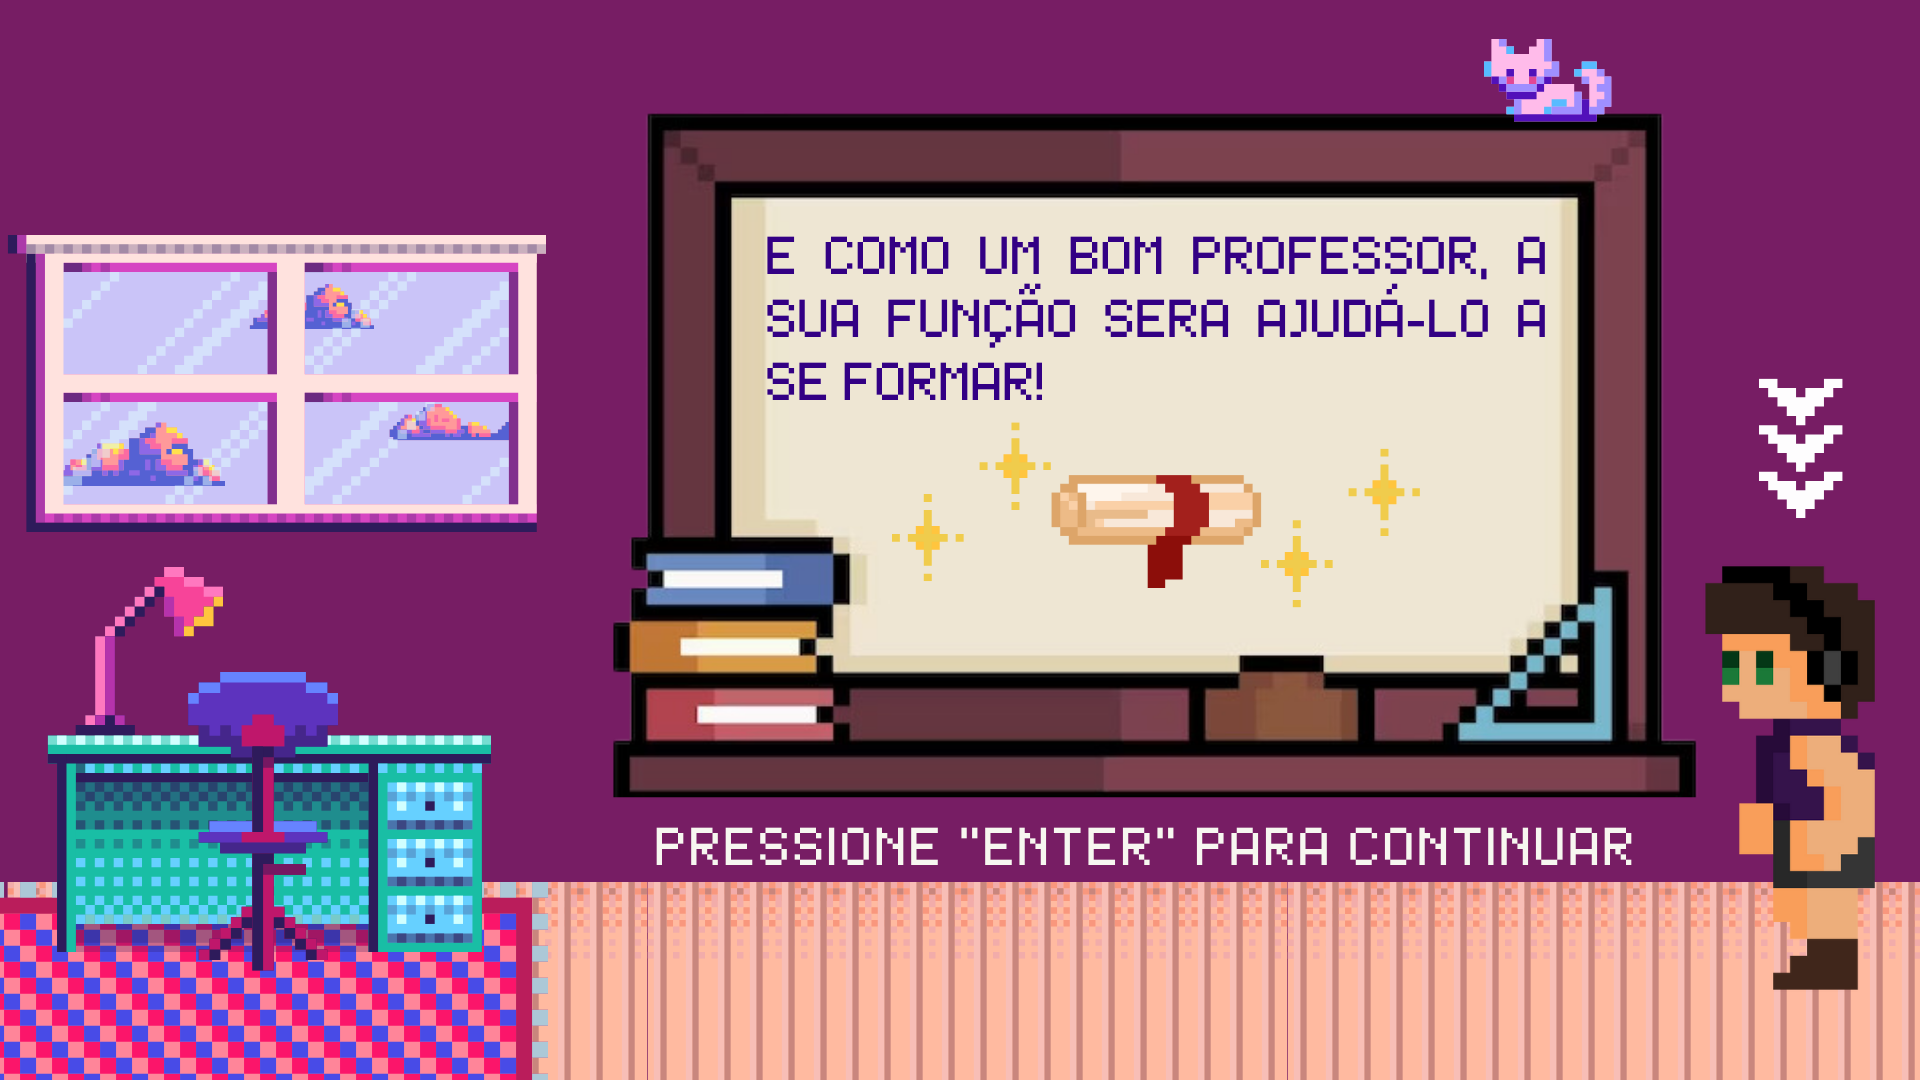 E COMO UM BOM PROFESSOR, A
SUA FUNÇÃO SERA AJUDÁ-LO A
SE FORMAR!
PRESSIONE "ENTER" PARA CONTINUAR